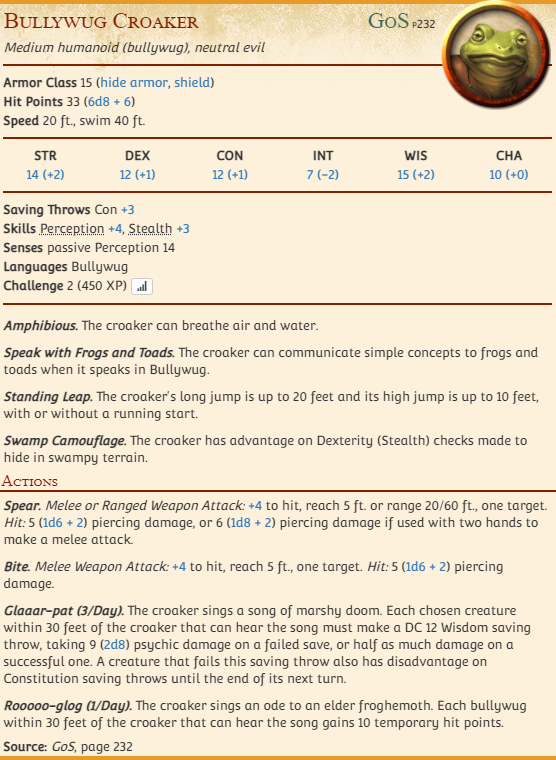 Bullywug Croaker GoS p232
Medium humanoid (bullywug), neutral evil
Armor Class 15 (hide armor, shield)
Hit Points 33 (6d8 + 6)
Speed 20 ft., swim 40 ft.
STR DEX CON INT WIS CHA
14 (+2) 12 (+1) 12 (+1) 7 (−2) 15 (+2) 10 (+0)
Saving Throws Con +3
Skills Perception +4, Stealth +3
Senses passive Perception 14
Languages Bullywug
Challenge 2 (450 XP)
Amphibious. The croaker can breathe air and water.
Speak with Frogs and Toads. The croaker can communicate simple concepts to frogs and
toads when it speaks in Bullywug.
Standing Leap. The croaker's long jump is up to 20 feet and its high jump is up to 10 feet,
with or without a running start.
Swamp Camouflage. The croaker has advantage on Dexterity (Stealth) checks made to
hide in swampy terrain.
Actions
Spear. Melee or Ranged Weapon Attack: +4 to hit, reach 5 ft. or range 20/60 ft., one target.
Hit: 5 (1d6 + 2) piercing damage, or 6 (1d8 + 2) piercing damage if used with two hands to
make a melee attack.
Bite. Melee Weapon Attack: +4 to hit, reach 5 ft., one target. Hit: 5 (1d6 + 2) piercing
damage.
Glaaar-pat (3/Day). The croaker sings a song of marshy doom. Each chosen creature
within 30 feet of the croaker that can hear the song must make a DC 12 Wisdom saving
throw, taking 9 (2d8) psychic damage on a failed save, or half as much damage on a
successful one. A creature that fails this saving throw also has disadvantage on
Constitution saving throws until the end of its next turn.
Rooooo-glog (1/Day). The croaker sings an ode to an elder froghemoth. Each bullywug
within 30 feet of the croaker that can hear the song gains 10 temporary hit points.
Source: GoS, page 232